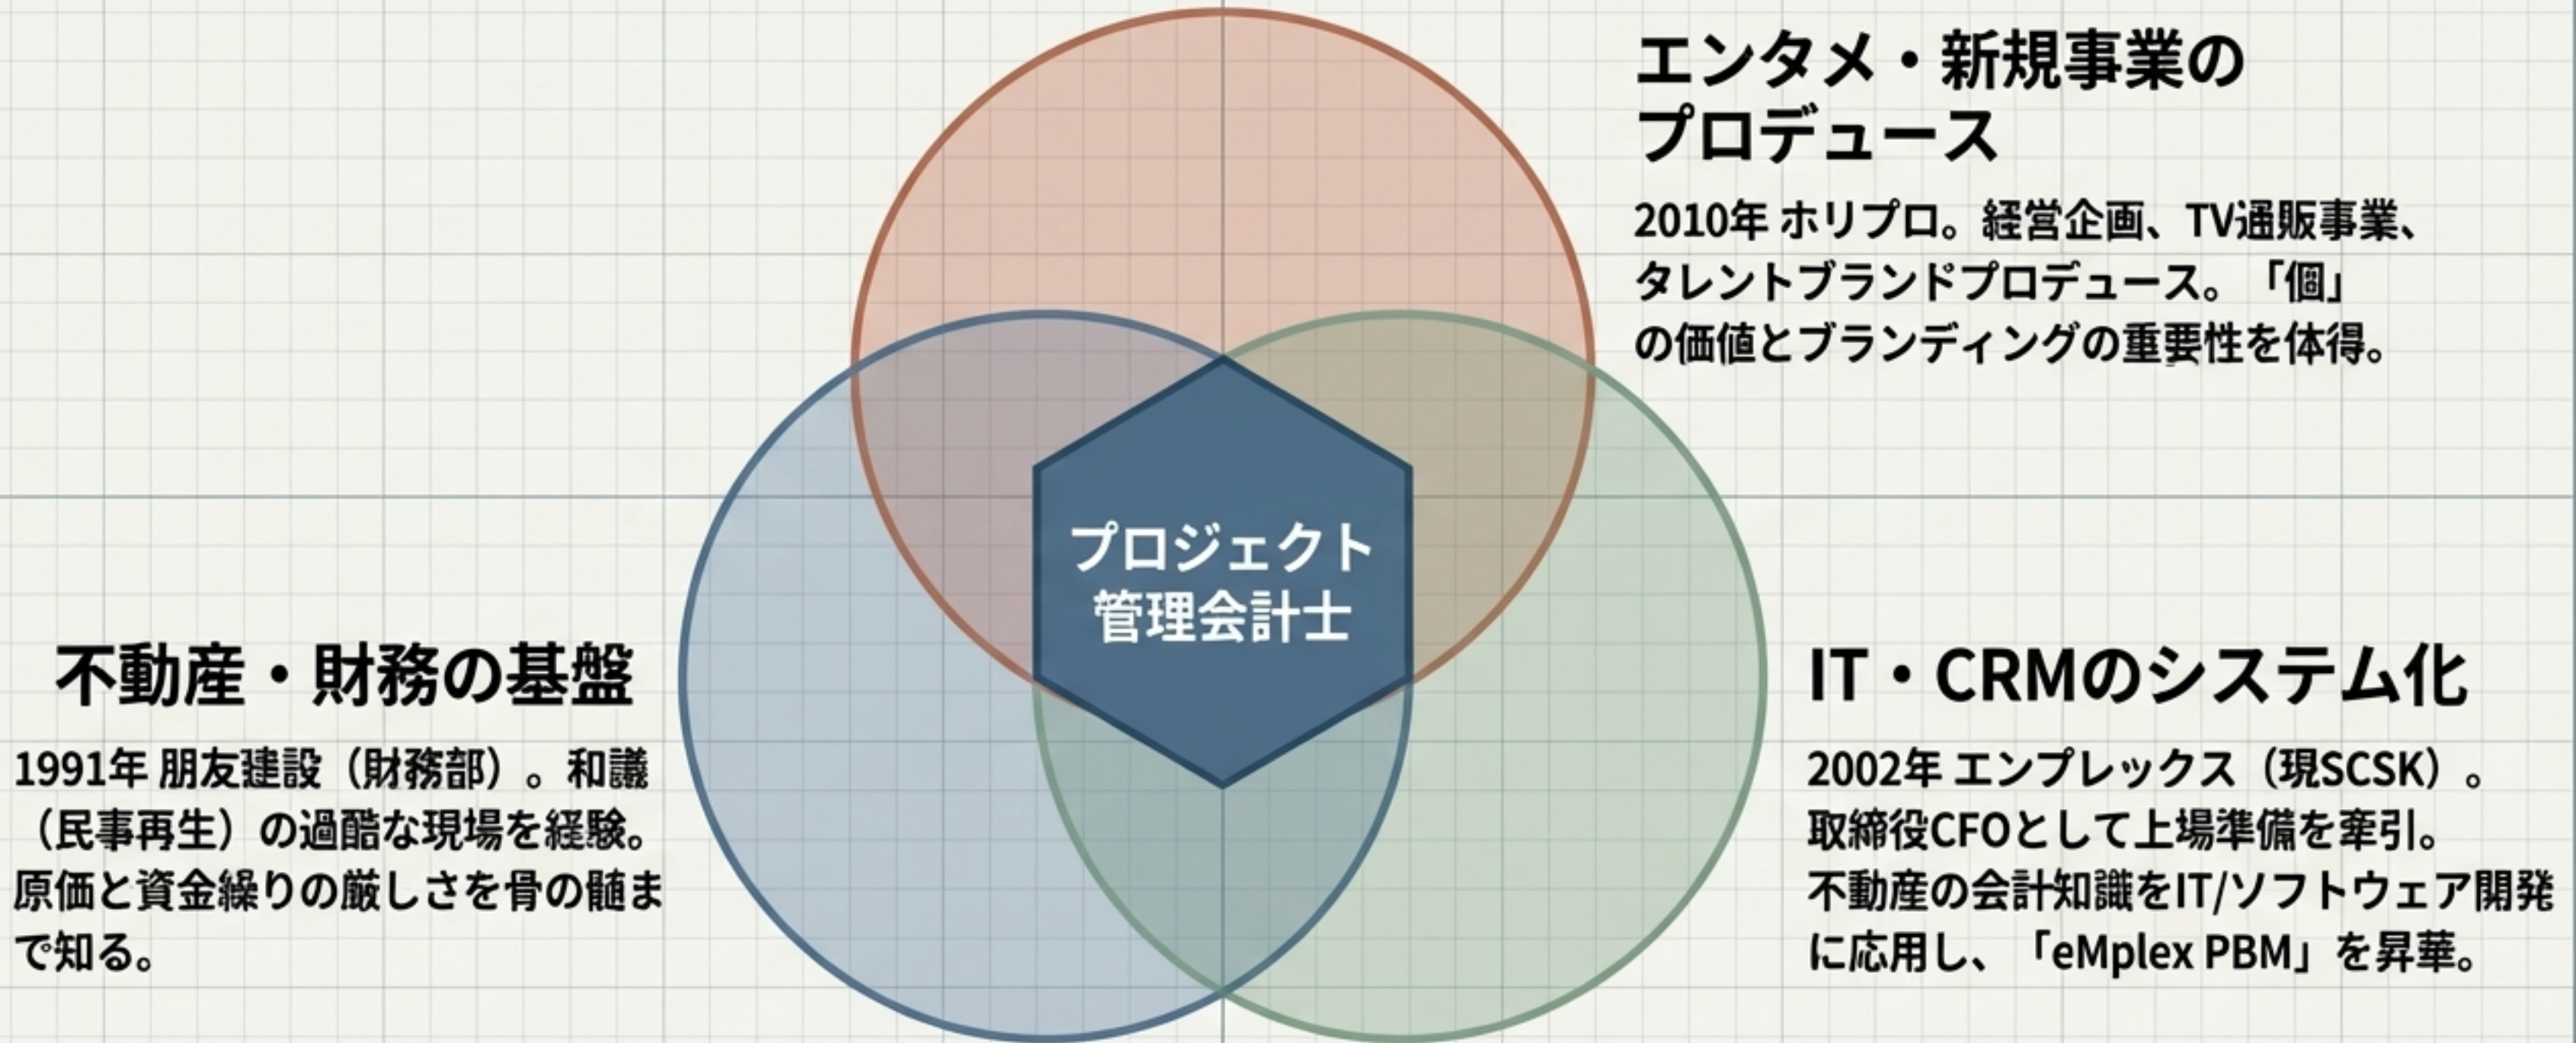 エンタメ・新規事業の
プロデュース
2010年 ホリプロ。経営企画、TV通販事業、
タレントブランドプロデュース。「個」
の価値とブランディングの重要性を体得。
プロジェクト
管理会計士
不動産・財務の基盤
1991年 朋友建設（財務部）。和議
（民事再生）の過酷な現場を経験。
原価と資金繰りの厳しさを骨の髄ま
で知る。
IT・CRMのシステム化
2002年 エンプレックス（現SCSK）。
取締役CFOとして上場準備を牽引。
不動産の会計知識をIT/ソフトウェア開発
に応用し、「eMplex PBM」を昇華。